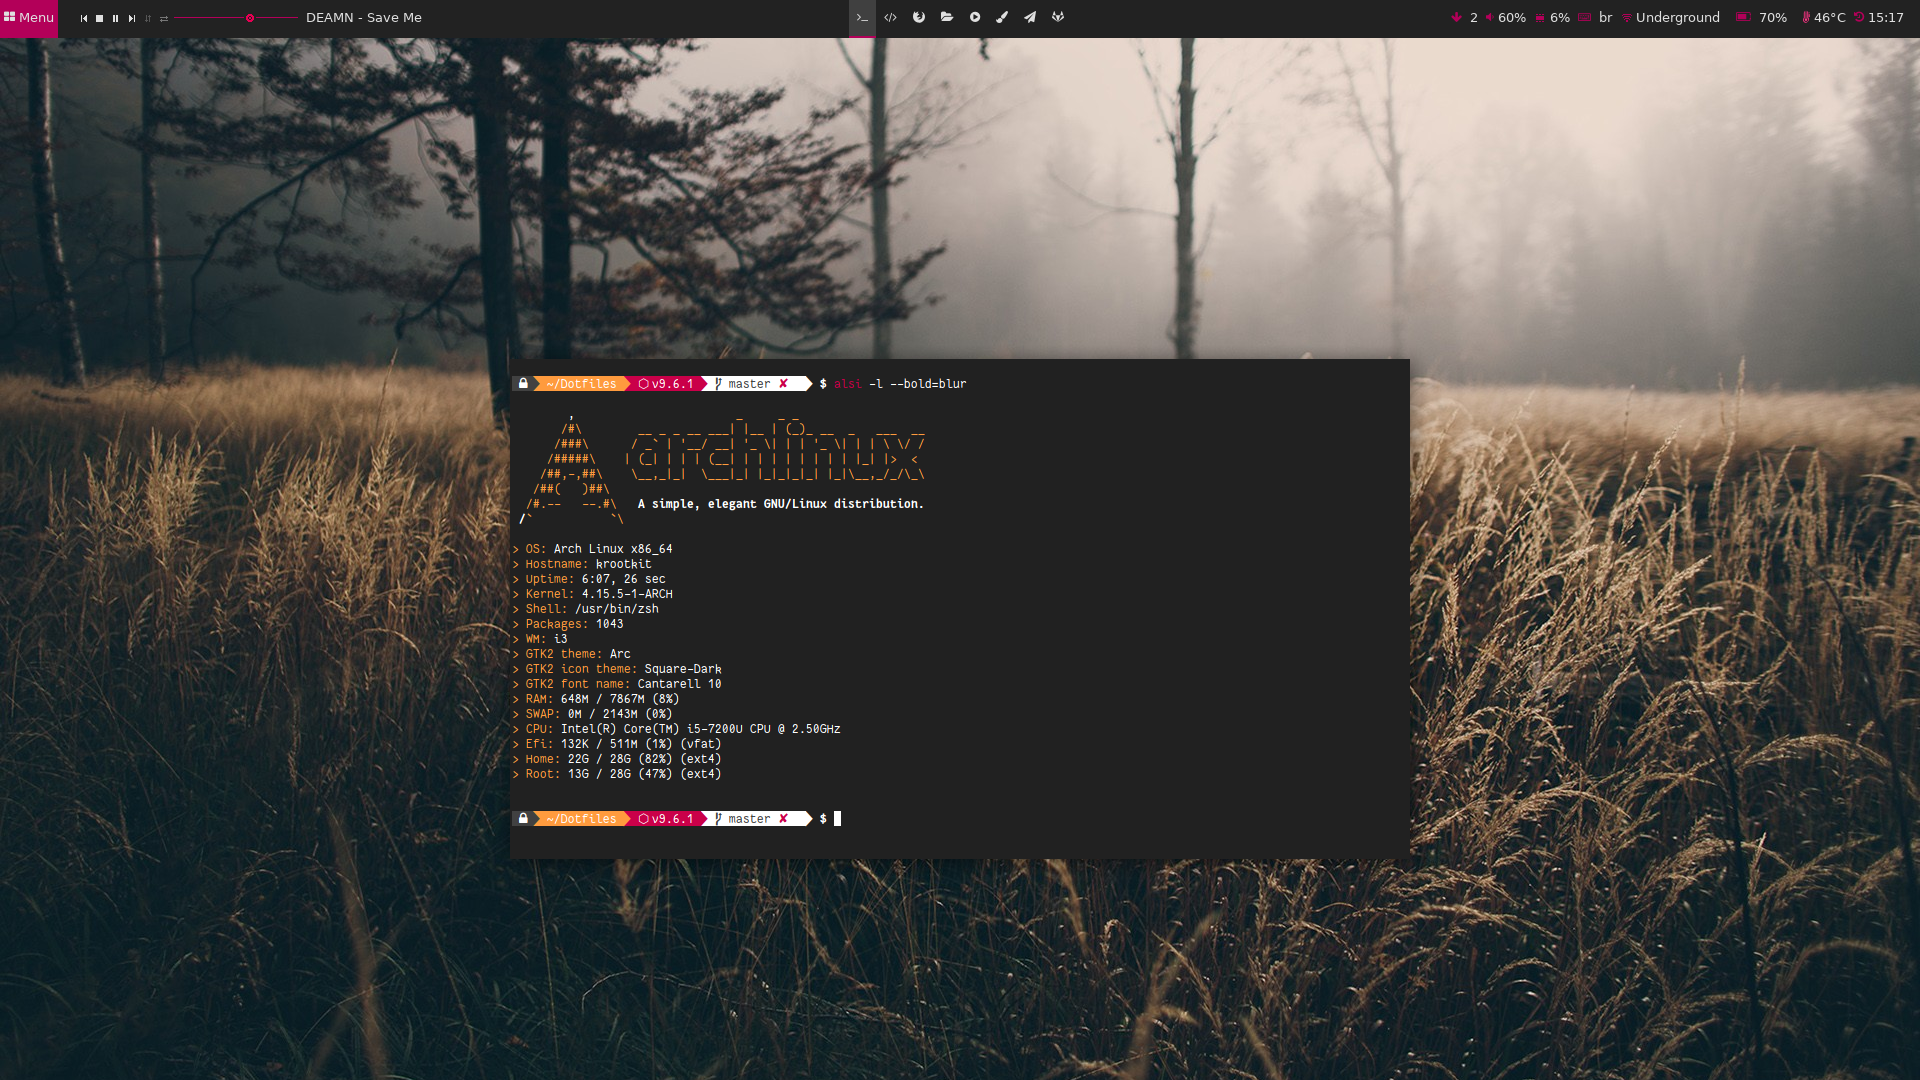 Menu DEAMN - Save Me 2 60% 6% br Underground 70% 46°C 15:17
~/Dotfiles v9.6.1 master ✘ $ alsi -l --bold=blur
A simple, elegant GNU/Linux distribution.
> OS: Arch Linux x86_64
> Hostname: krootkit
> Uptime: 6:07, 26 sec
> Kernel: 4.15.5-1-ARCH
> Shell: /usr/bin/zsh
> Packages: 1043
> WM: i3
> GTK2 theme: Arc
> GTK2 icon theme: Square-Dark
> GTK2 font name: Cantarell 10
> RAM: 648M / 7867M (8%)
> SWAP: 0M / 2143M (0%)
> CPU: Intel(R) Core(TM) i5-7200U CPU @ 2.50GHz
> Efi: 132K / 511M (1%) (vfat)
> Home: 22G / 28G (82%) (ext4)
> Root: 13G / 28G (47%) (ext4)
~/Dotfiles v9.6.1 master ✘ $